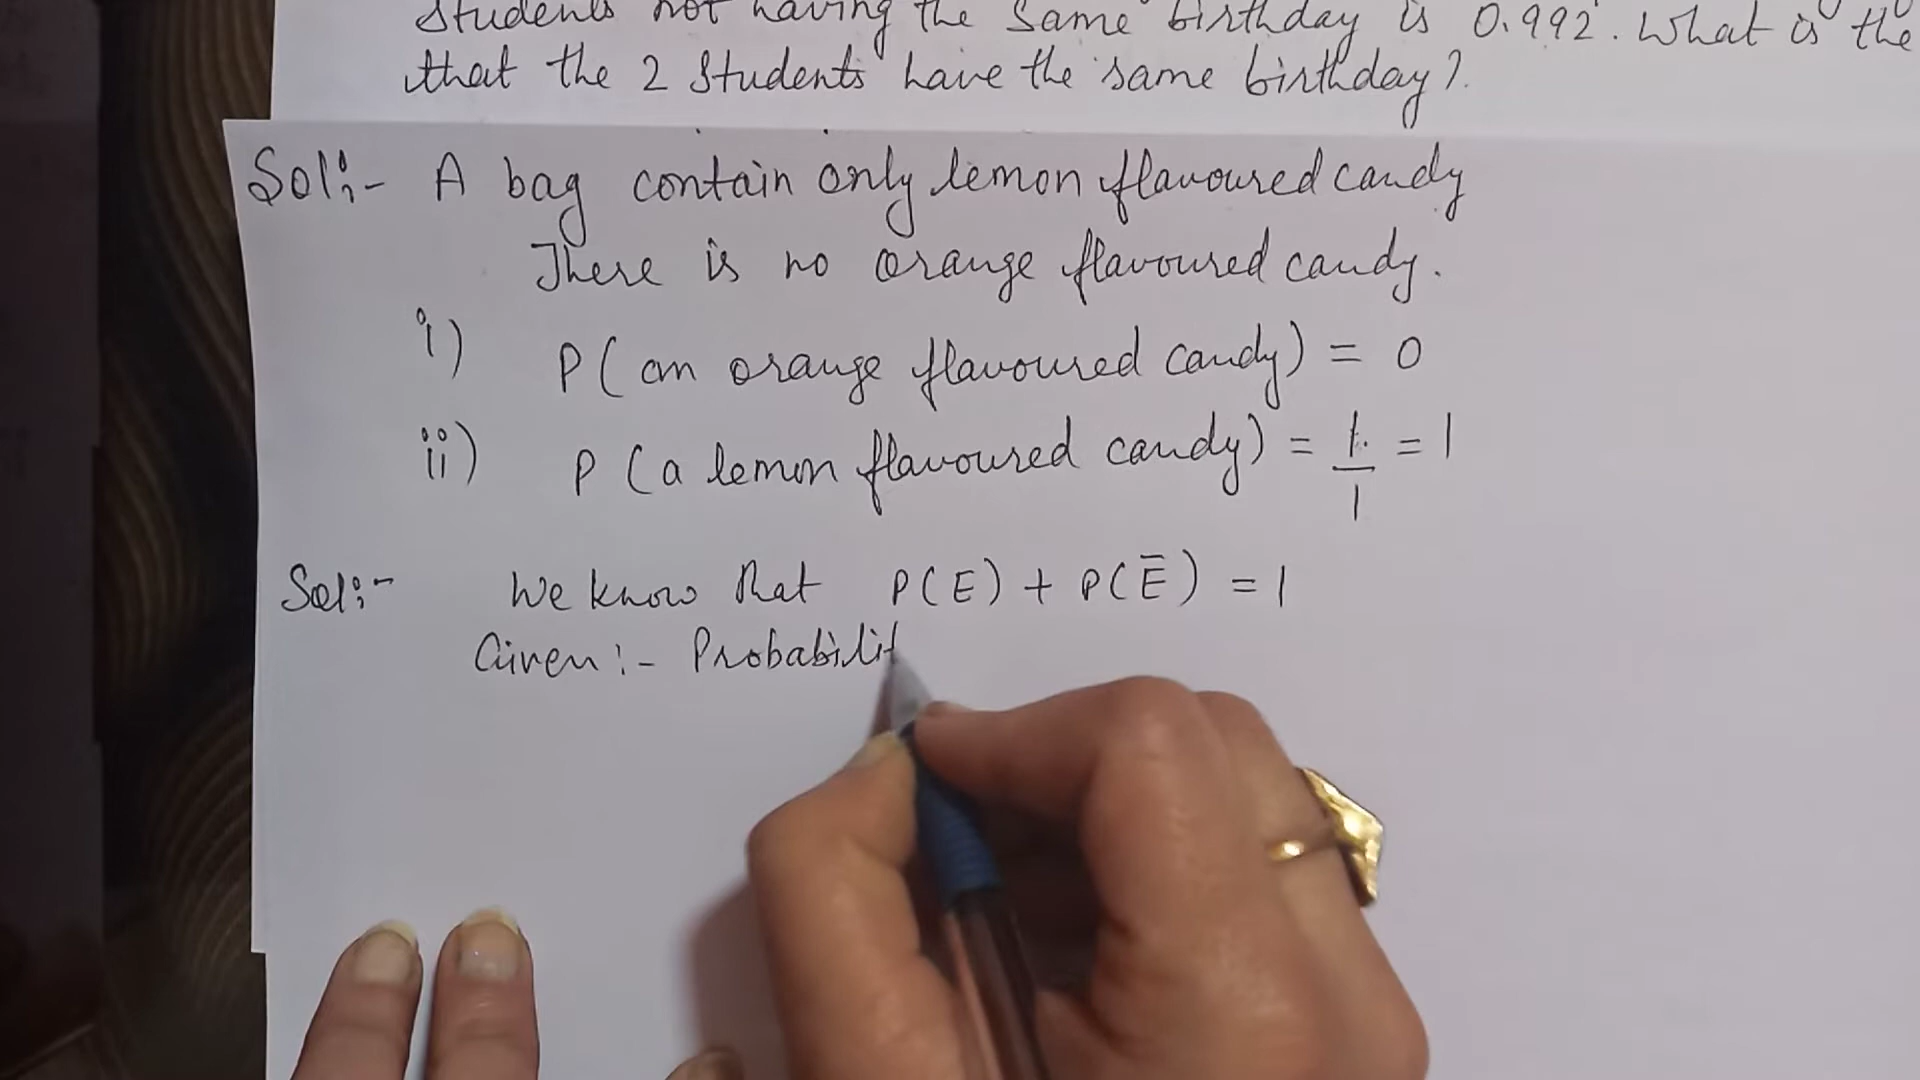 Students not having the same birthday is 0.992. What is the
that the 2 Students have the same birthday?.
Sol:- A bag contain only lemon flavoured candy
There is no orange flavoured candy.
i) P( an orange flavoured candy) = 0
ii) P (a lemon flavoured candy) = 1/1 = 1
Sol:- We know that P(E) + P(Ē) = 1
Given:- Probabilit